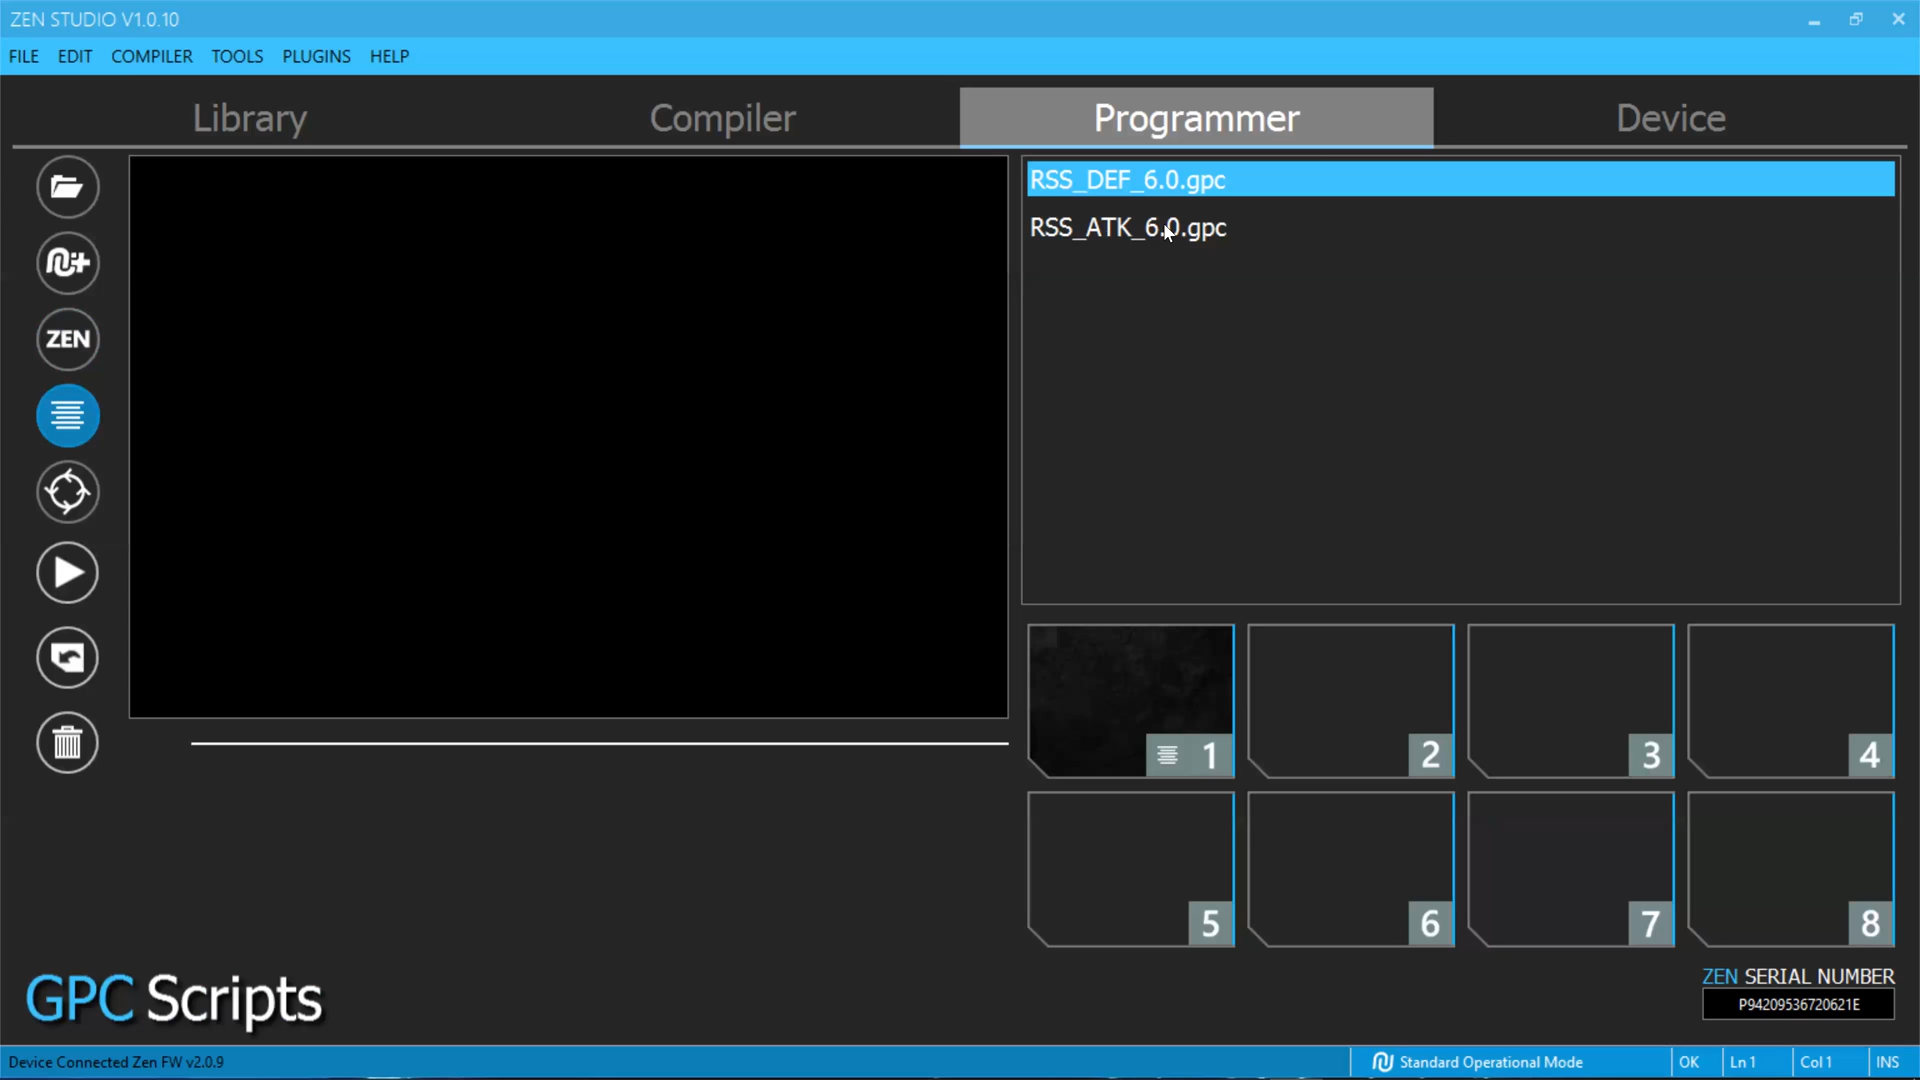 ZEN STUDIO V1.0.10
FILE EDIT COMPILER TOOLS PLUGINS HELP
Library Compiler Programmer Device
RSS_DEF_6.0.gpc
RSS_ATK_6.0.gpc
ZEN
1 2 3 4
5 6 7 8
GPC Scripts
ZEN SERIAL NUMBER
P94209536720621E
Device Connected Zen FW v2.0.9 Standard Operational Mode OK Ln 1 Col 1 INS